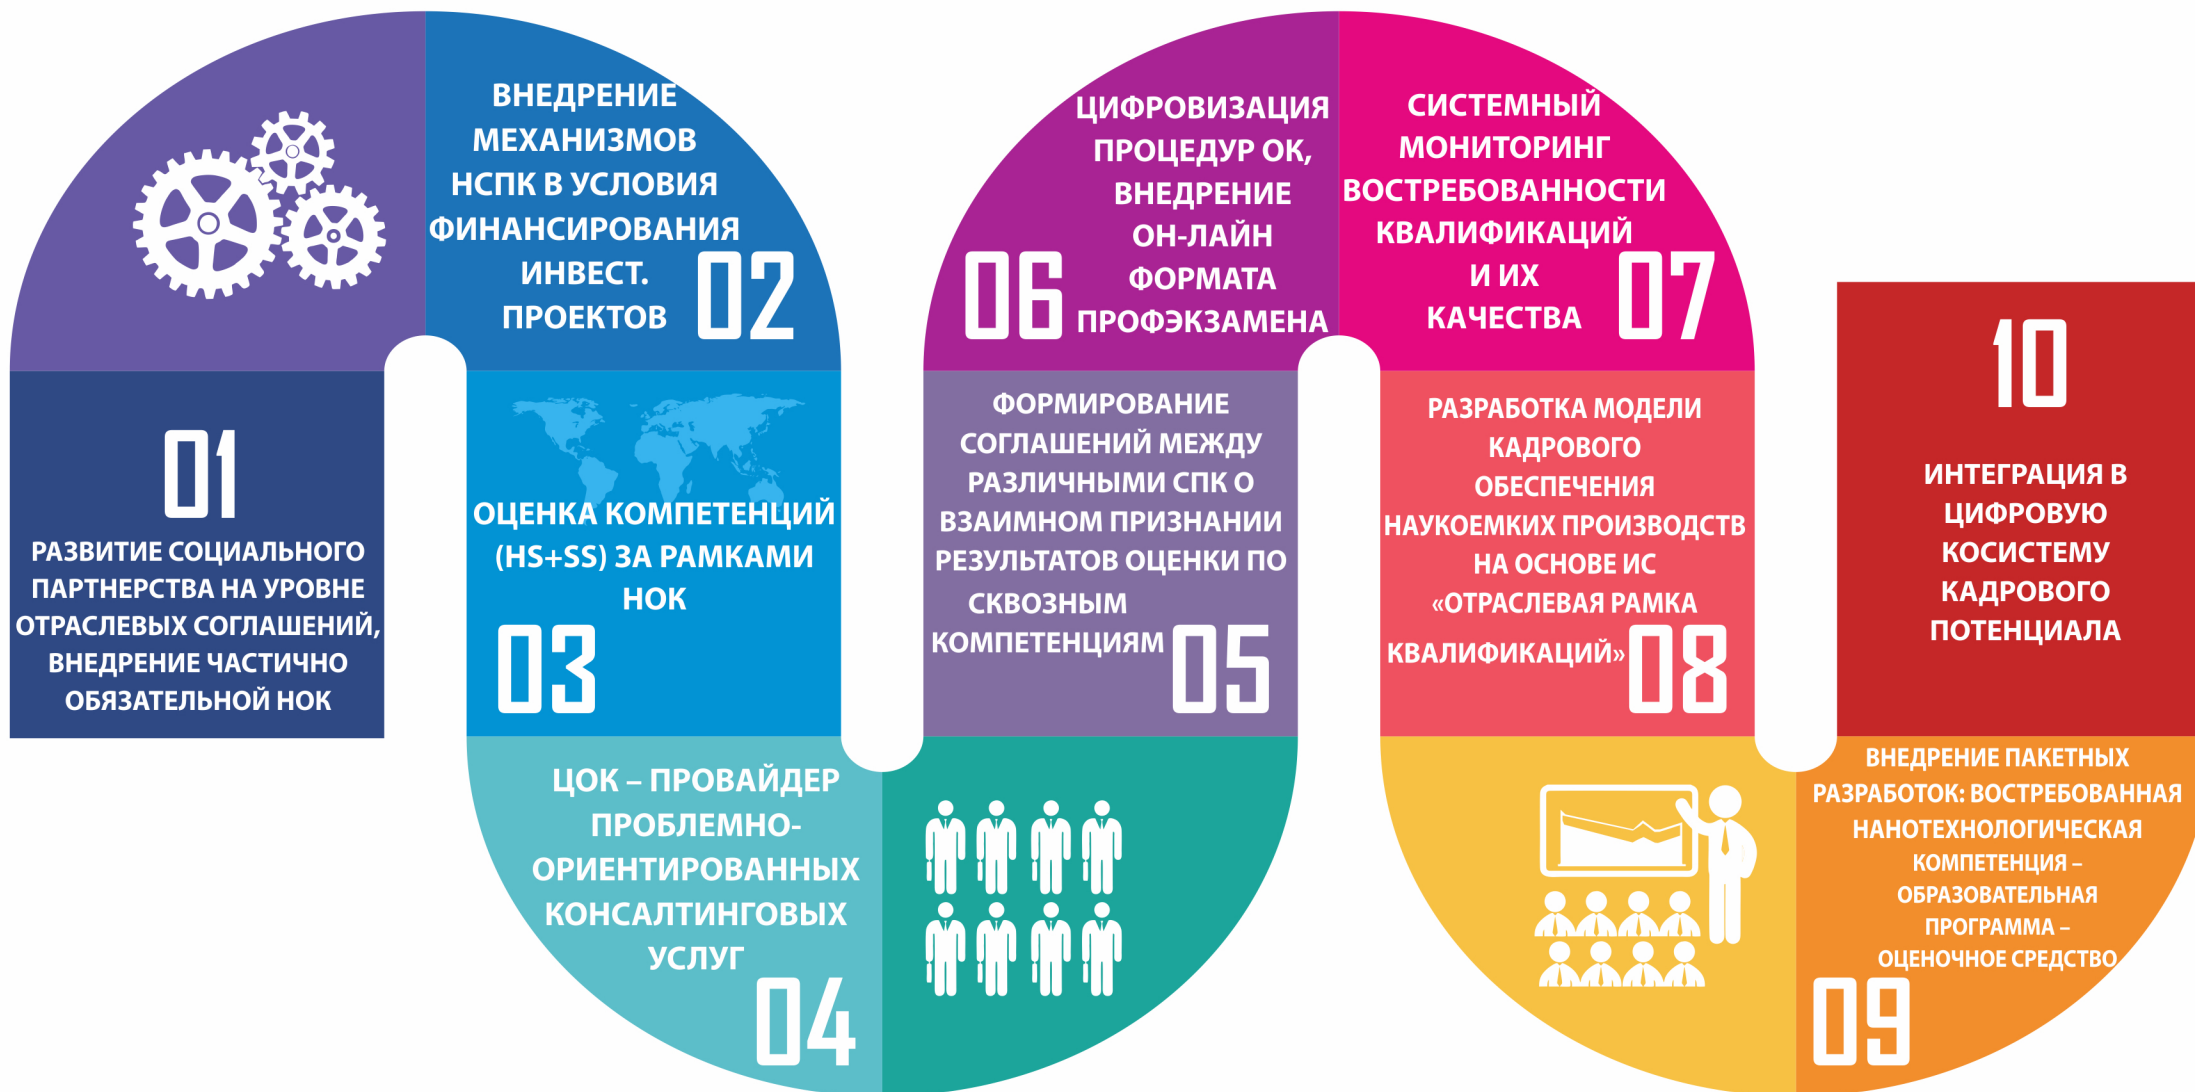 01
РАЗВИТИЕ СОЦИАЛЬНОГО
ПАРТНЕРСТВА НА УРОВНЕ
ОТРАСЛЕВЫХ СОГЛАШЕНИЙ,
ВНЕДРЕНИЕ ЧАСТИЧНО
ОБЯЗАТЕЛЬНОЙ НОК
ВНЕДРЕНИЕ
МЕХАНИЗМОВ
НСПК В УСЛОВИЯ
ФИНАНСИРОВАНИЯ
ИНВЕСТ.
ПРОЕКТОВ
02
ОЦЕНКА КОМПЕТЕНЦИЙ
(HS+SS) ЗА РАМКАМИ
НОК
03
ЦОК – ПРОВАЙДЕР
ПРОБЛЕМНО-
ОРИЕНТИРОВАННЫХ
КОНСАЛТИНГОВЫХ
УСЛУГ
04
ФОРМИРОВАНИЕ
СОГЛАШЕНИЙ МЕЖДУ
РАЗЛИЧНЫМИ СПК О
ВЗАИМНОМ ПРИЗНАНИИ
РЕЗУЛЬТАТОВ ОЦЕНКИ ПО
СКВОЗНЫМ
КОМПЕТЕНЦИЯМ
05
ЦИФРОВИЗАЦИЯ
ПРОЦЕДУР ОК,
ВНЕДРЕНИЕ
ОН-ЛАЙН
ФОРМАТА
ПРОФЭКЗАМЕНА
06
СИСТЕМНЫЙ
МОНИТОРИНГ
ВОСТРЕБОВАННОСТИ
КВАЛИФИКАЦИЙ
И ИХ
КАЧЕСТВА
07
РАЗРАБОТКА МОДЕЛИ
КАДРОВОГО
ОБЕСПЕЧЕНИЯ
НАУКОЕМКИХ ПРОИЗВОДСТВ
НА ОСНОВЕ ИС
«ОТРАСЛЕВАЯ РАМКА
КВАЛИФИКАЦИЙ»
08
ВНЕДРЕНИЕ ПАКЕТНЫХ
РАЗРАБОТОК: ВОСТРЕБОВАННАЯ
НАНОТЕХНОЛОГИЧЕСКАЯ
КОМПЕТЕНЦИЯ –
ОБРАЗОВАТЕЛЬНАЯ
ПРОГРАММА –
ОЦЕНОЧНОЕ СРЕДСТВО
09
10
ИНТЕГРАЦИЯ В
ЦИФРОВУЮ
КОСИСТЕМУ
КАДРОВОГО
ПОТЕНЦИАЛА